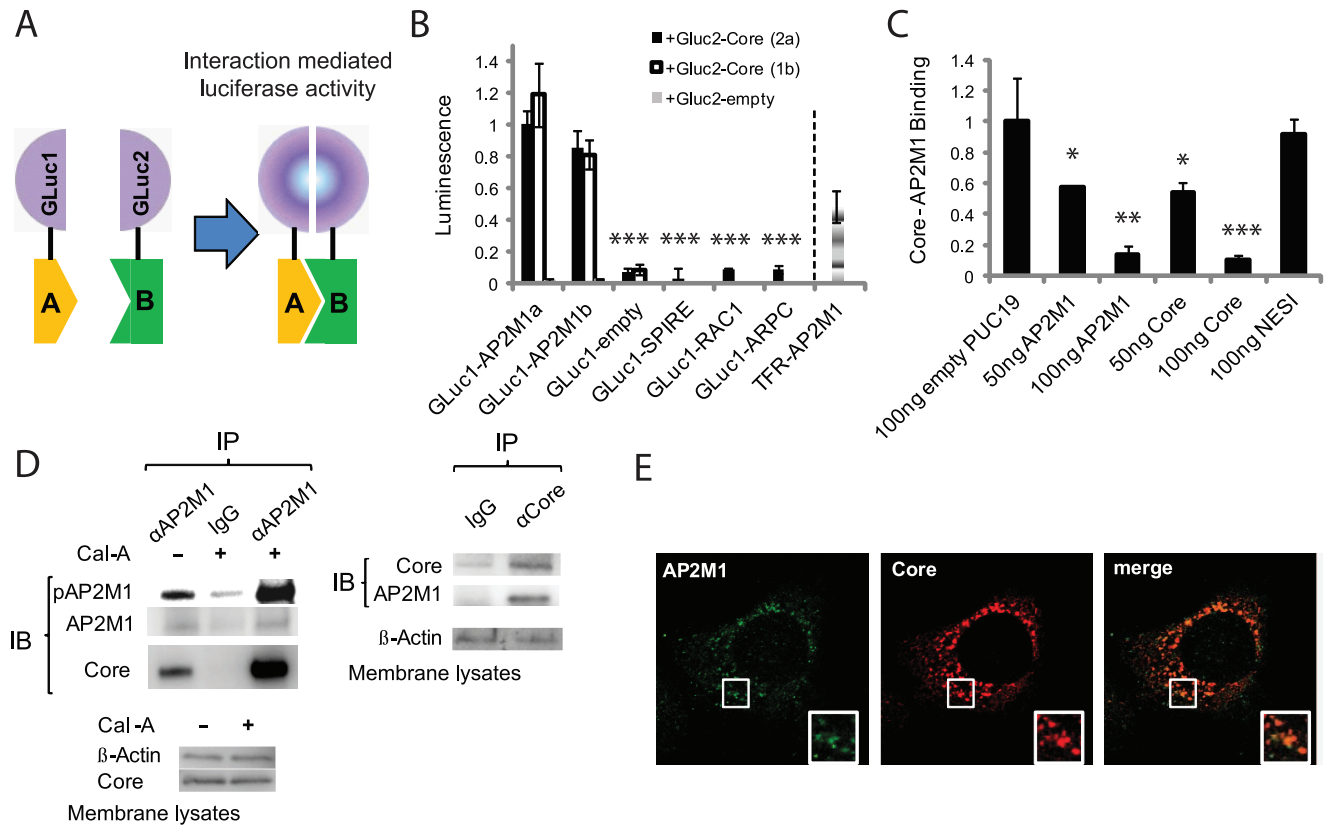 A
Interaction mediated
luciferase activity
GLuc1
GLuc2
A
B
A
B
B
+Gluc2-Core (2a)
+Gluc2-Core (1b)
+Gluc2-empty
Luminescence
1.4
1.2
1
0.8
0.6
0.4
0.2
0
*** *** *** ***
GLuc1-AP2M1a
GLuc1-AP2M1b
GLuc1-empty
GLuc1-SPIRE
GLuc1-RAC1
GLuc1-ARPC
TFR-AP2M1
C
Core- AP2M1 Binding
1.4
1.2
1
0.8
0.6
0.4
0.2
0
*
**
*
***
100ng empty PUC19
50ng AP2M1
100ng AP2M1
50ng Core
100ng Core
100ng NESI
D
IP
αAP2M1
IgG
αAP2M1
Cal-A - + +
IB
pAP2M1
AP2M1
Core
Cal -A - +
ß-Actin
Core
Membrane lysates
IP
IgG
αCore
IB
Core
AP2M1
ß-Actin
Membrane lysates
E
AP2M1
Core
merge